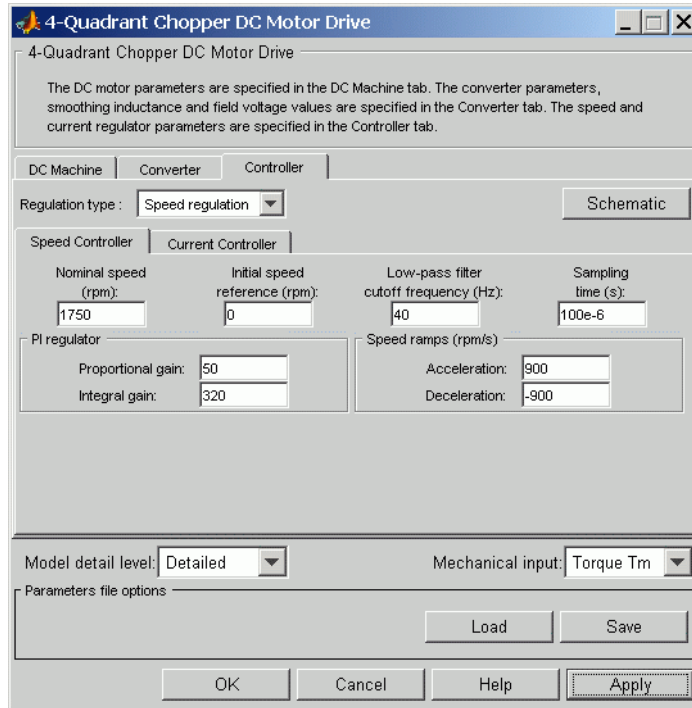 4-Quadrant Chopper DC Motor Drive
4-Quadrant Chopper DC Motor Drive
The DC motor parameters are specified in the DC Machine tab. The converter parameters,
smoothing inductance and field voltage values are specified in the Converter tab. The speed and
current regulator parameters are specified in the Controller tab.
DC Machine Converter Controller
Regulation type : Speed regulation Schematic
Speed Controller Current Controller
Nominal speed Initial speed Low-pass filter Sampling
(rpm): reference (rpm): cutoff frequency (Hz): time (s):
1750 0 40 100e-6
PI regulator Speed ramps (rpm/s)
Proportional gain: 50 Acceleration: 900
Integral gain: 320 Deceleration: -900
Model detail level: Detailed Mechanical input: Torque Tm
Parameters file options
Load Save
OK Cancel Help Apply